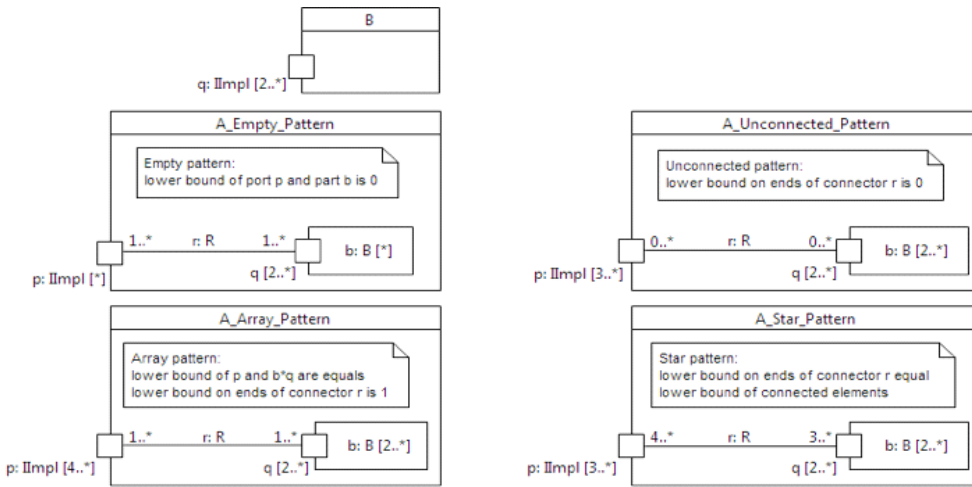 B
q: IImpl [2..*]
A_Empty_Pattern
Empty pattern:
lower bound of port p and part b is 0
1..* r: R 1..*
b: B [*]
q [2..*]
p: IImpl [*]
A_Unconnected_Pattern
Unconnected pattern:
lower bound on ends of connector r is 0
0..* r: R 0..*
b: B [2..*]
q [2..*]
p: IImpl [3..*]
A_Array_Pattern
Array pattern:
lower bound of p and b*q are equals
lower bound on ends of connector r is 1
1..* r: R 1..*
b: B [2..*]
q [2..*]
p: IImpl [4..*]
A_Star_Pattern
Star pattern:
lower bound on ends of connector r equal
lower bound of connected elements
4..* r: R 3..*
b: B [2..*]
q [2..*]
p: IImpl [3..*]